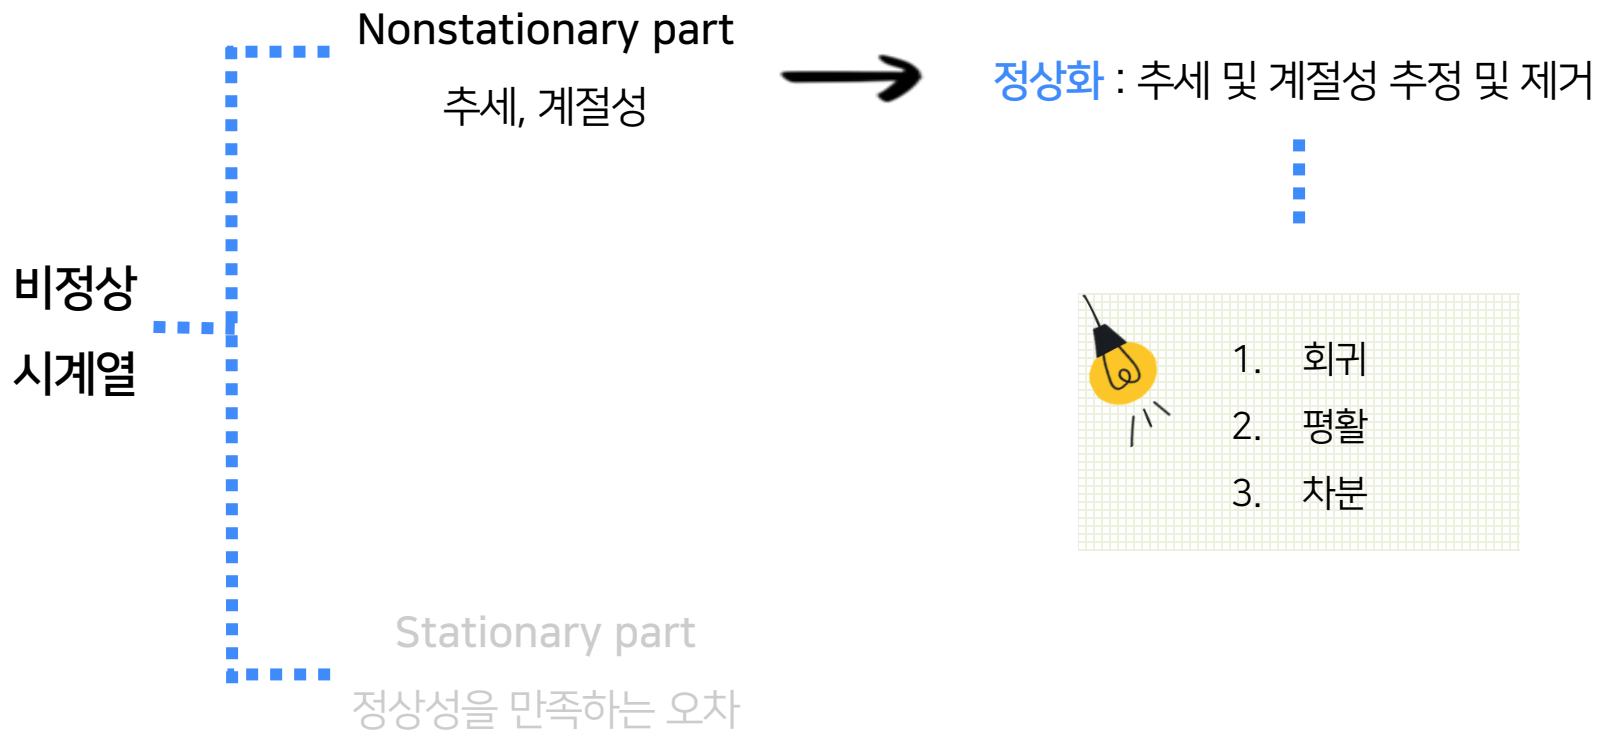 Nonstationary part
추세, 계절성
정상화 : 추세 및 계절성 추정 및 제거
비정상
시계열
1. 회귀
2. 평활
3. 차분
Stationary part
정상성을 만족하는 오차